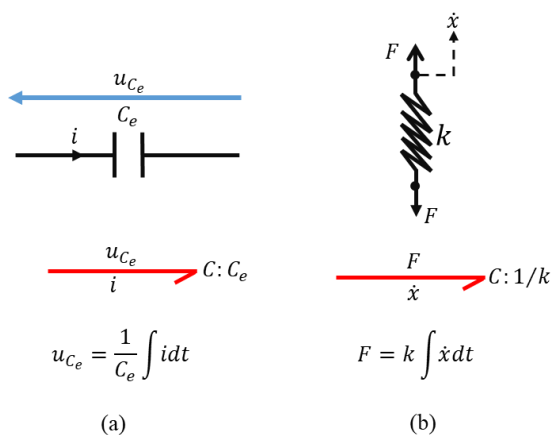 u_{C_e}
C_e
i
u_{C_e}
i
C: C_e
u_{C_e} = \frac{1}{C_e} \int i dt
(a)
ẋ
F
k
F
F
ẋ
C: 1/k
F = k \int ẋ dt
(b)